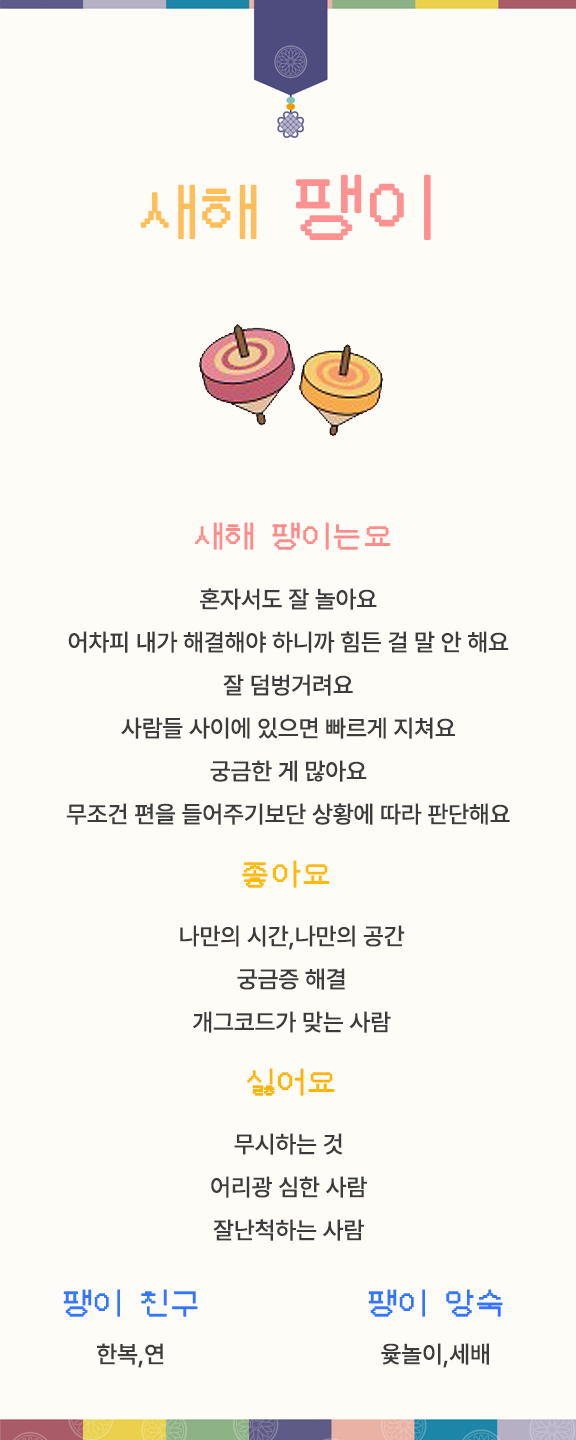 새해 팽이
새해 팽이는요
혼자서도 잘 놀아요
어차피 내가 해결해야 하니까 힘든 걸 말 안 해요
잘 덤벙거려요
사람들 사이에 있으면 빠르게 지쳐요
궁금한 게 많아요
무조건 편을 들어주기보단 상황에 따라 판단해요
좋아요
나만의 시간,나만의 공간
궁금증 해결
개그코드가 맞는 사람
싫어요
무시하는 것
어리광 심한 사람
잘난척하는 사람
팽이 친구
팽이 앙숙
한복,연
윷놀이,세배